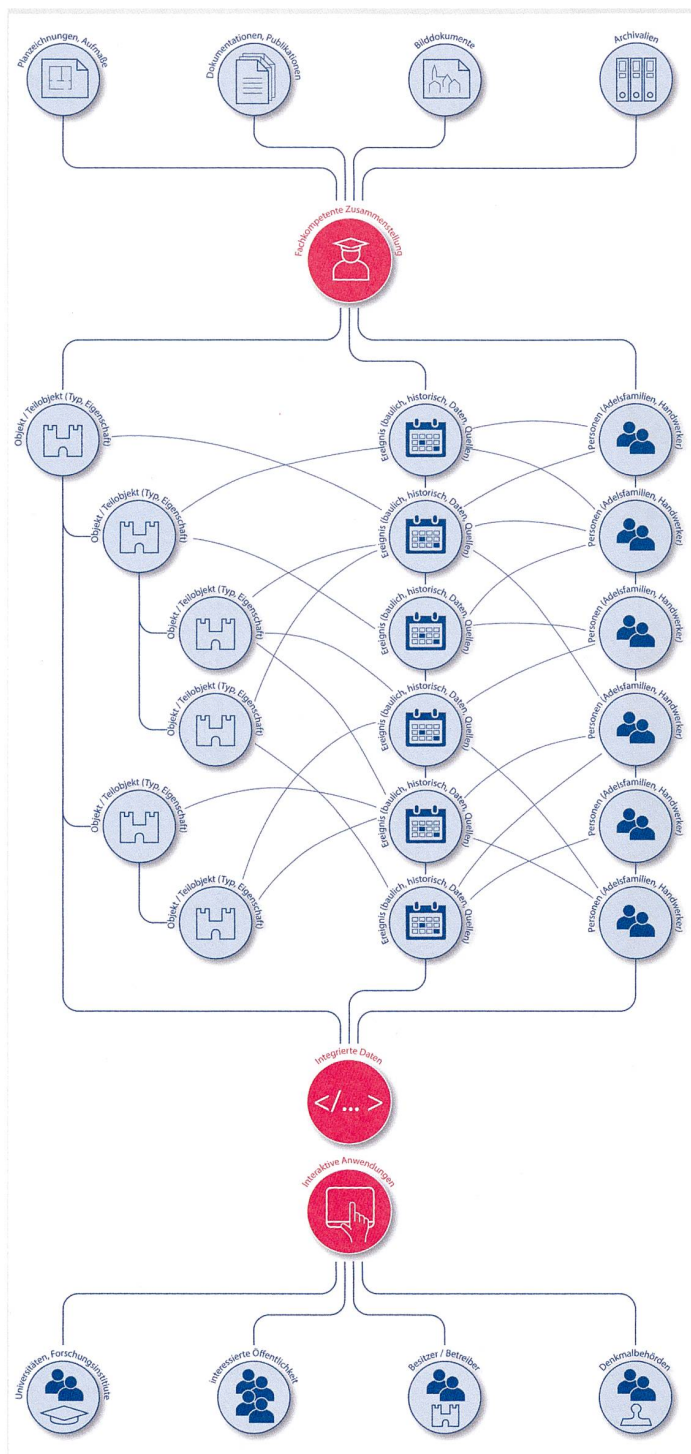 Planzeichnungen, Aufmaße
Dokumentationen, Publikationen
Bilddokumente
Archivalien
Fachkompetente Zusammenstellung
Objekt / Teilobjekt (Typ, Eigenschaft)
Ereignis (baulich, historisch, Daten, Quellen)
Personen (Adelsfamilien, Handwerker)
Objekt / Teilobjekt (Typ, Eigenschaft)
Ereignis (baulich, historisch, Daten, Quellen)
Personen (Adelsfamilien, Handwerker)
Objekt / Teilobjekt (Typ, Eigenschaft)
Ereignis (baulich, historisch, Daten, Quellen)
Personen (Adelsfamilien, Handwerker)
Objekt / Teilobjekt (Typ, Eigenschaft)
Ereignis (baulich, historisch, Daten, Quellen)
Personen (Adelsfamilien, Handwerker)
Objekt / Teilobjekt (Typ, Eigenschaft)
Ereignis (baulich, historisch, Daten, Quellen)
Personen (Adelsfamilien, Handwerker)
Objekt / Teilobjekt (Typ, Eigenschaft)
Ereignis (baulich, historisch, Daten, Quellen)
Personen (Adelsfamilien, Handwerker)
Integrierte Daten
</... >
Interaktive Anwendungen
Universitäten, Forschungsinstitiute
interessierte Öffentlichkeit
Besitzer / Betreiber
Denkmalbehörden